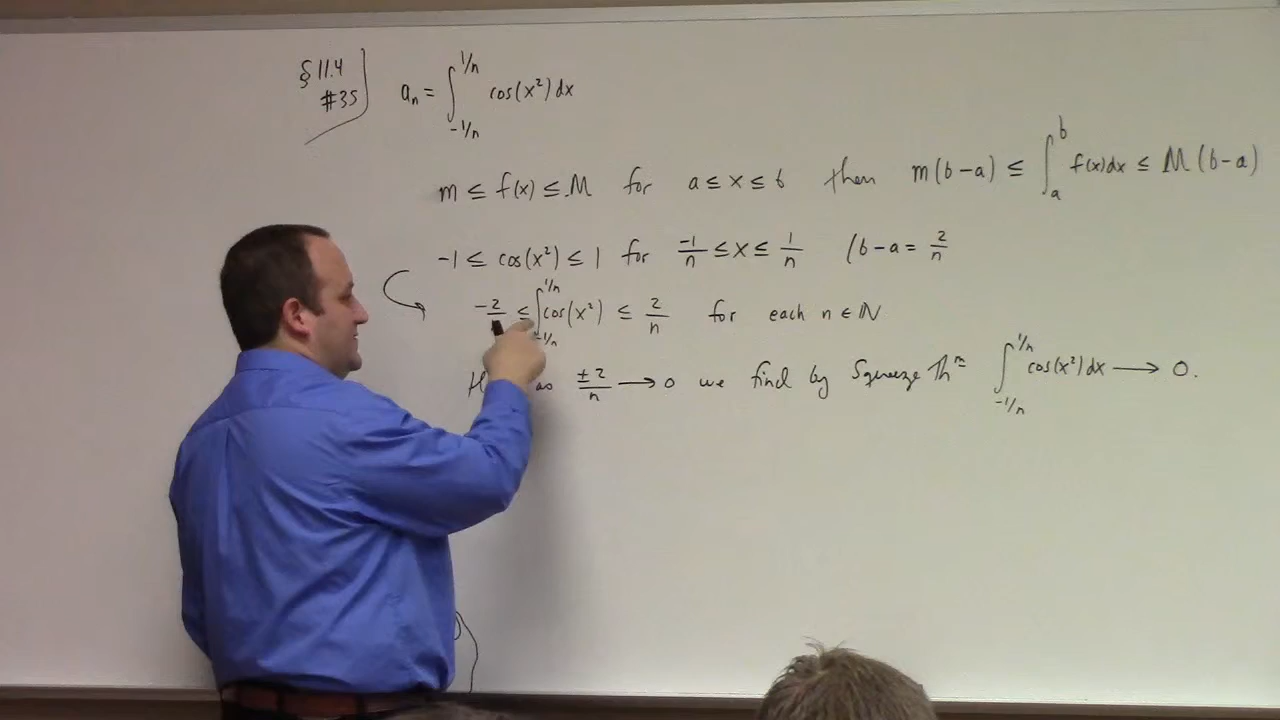 § 11.4
#35
aₙ = ∫_{-1/n}^{1/n} cos(x²) dx
m ≤ f(x) ≤ M for a ≤ x ≤ b then m(b-a) ≤ ∫_a^b f(x)dx ≤ M(b-a)
-1 ≤ cos(x²) ≤ 1 for -1/n ≤ x ≤ 1/n (b-a = 2/n
-2/ ≤ ∫_{-1/n}^{1/n} cos(x²) ≤ 2/n for each n ∈ ℕ
as ±2/n → 0 we find by Squeeze Thᵐ ∫_{-1/n}^{1/n} cos(x²) dx → 0.